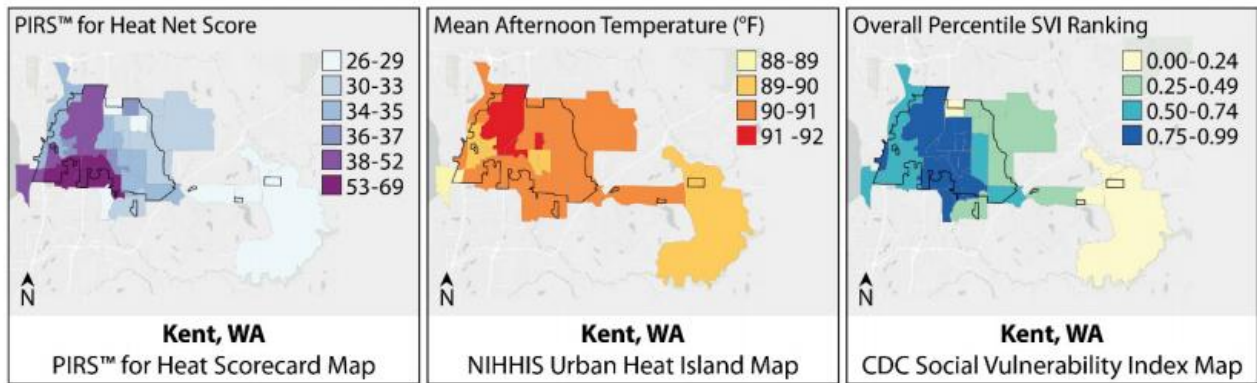 PIRS™ for Heat Net Score
26-29
30-33
34-35
36-37
38-52
53-69
N
Kent, WA
PIRS™ for Heat Scorecard Map
Mean Afternoon Temperature (°F)
88-89
89-90
90-91
91 -92
N
Kent, WA
NIHHIS Urban Heat Island Map
Overall Percentile SVI Ranking
0.00-0.24
0.25-0.49
0.50-0.74
0.75-0.99
N
Kent, WA
CDC Social Vulnerability Index Map